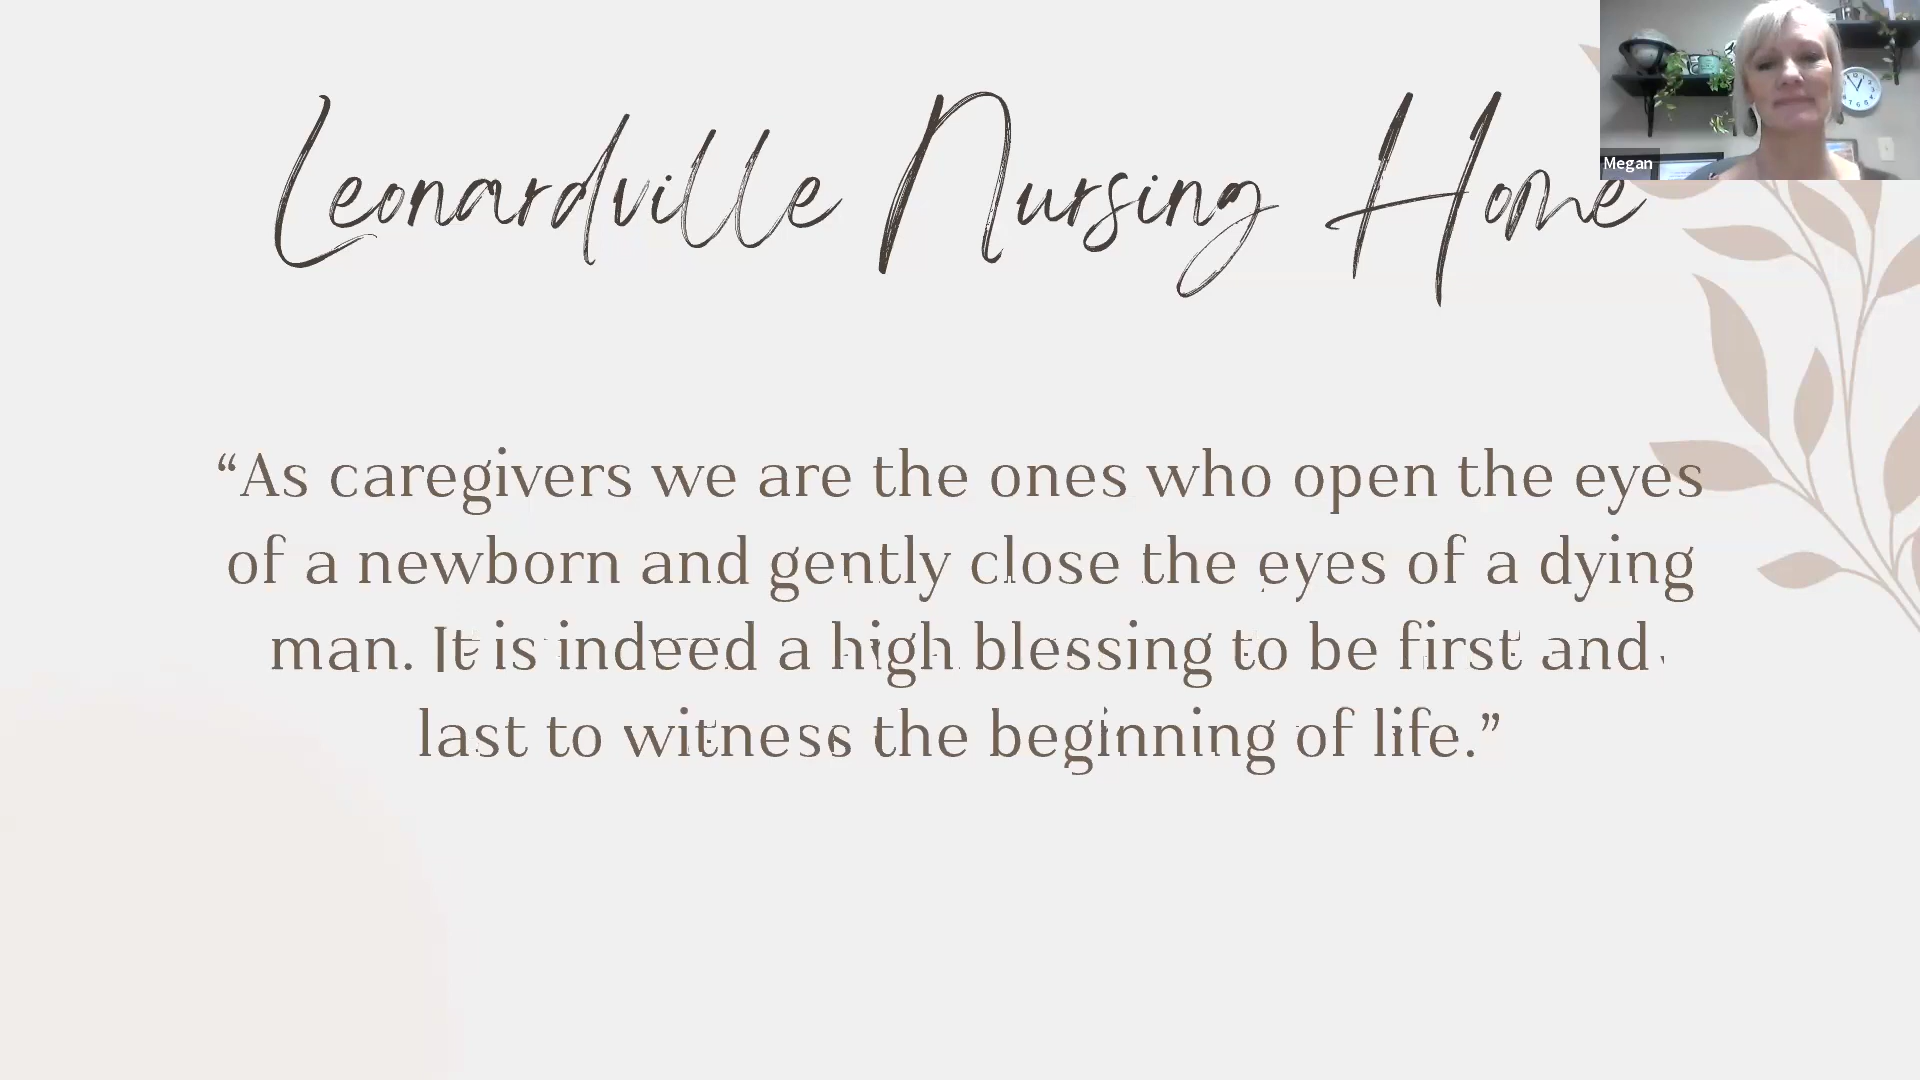 Leonardville Nursing Home
Megan
“As caregivers we are the ones who open the eyes
of a newborn and gently close the eyes of a dying
man. It is indeed a high blessing to be first and
last to witness the beginning of life.”